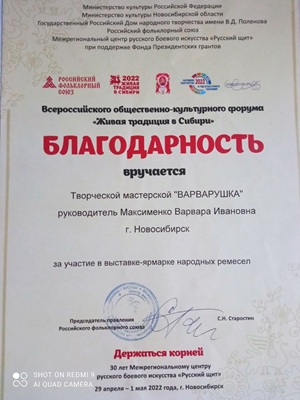 Министерство культуры Российской Федерации
Министерство культуры Новосибирской области
Государственный Российский Дом народного творчества имени В.Д. Поленова
Российский фольклорный союз
Межрегиональный центр русского боевого искусства «Русский щит»
при поддержке Фонда Президентских грантов
РОССИЙСКИЙ
ФОЛЬКЛОРНЫЙ
СОЮЗ
2022
ЖИВАЯ
ТРАДИЦИЯ
В СИБИРИ
Всероссийского общественно-культурного форума
«Живая традиция в Сибири»
БЛАГОДАРНОСТЬ
вручается
Творческой мастерской "ВАРВАРУШКА"
руководитель Максименко Варвара Ивановна
г. Новосибирск
за участие в выставке-ярмарке народных ремесел
Председатель правления
Российского фольклорного союза
С.Н. Старостин
Держаться корней
30 лет Межрегиональному центру
русского боевого искусства «Русский щит»
29 апреля - 1 мая 2022 года, г. Новосибирск
SHOT ON REDMI 9
AI QUAD CAMERA